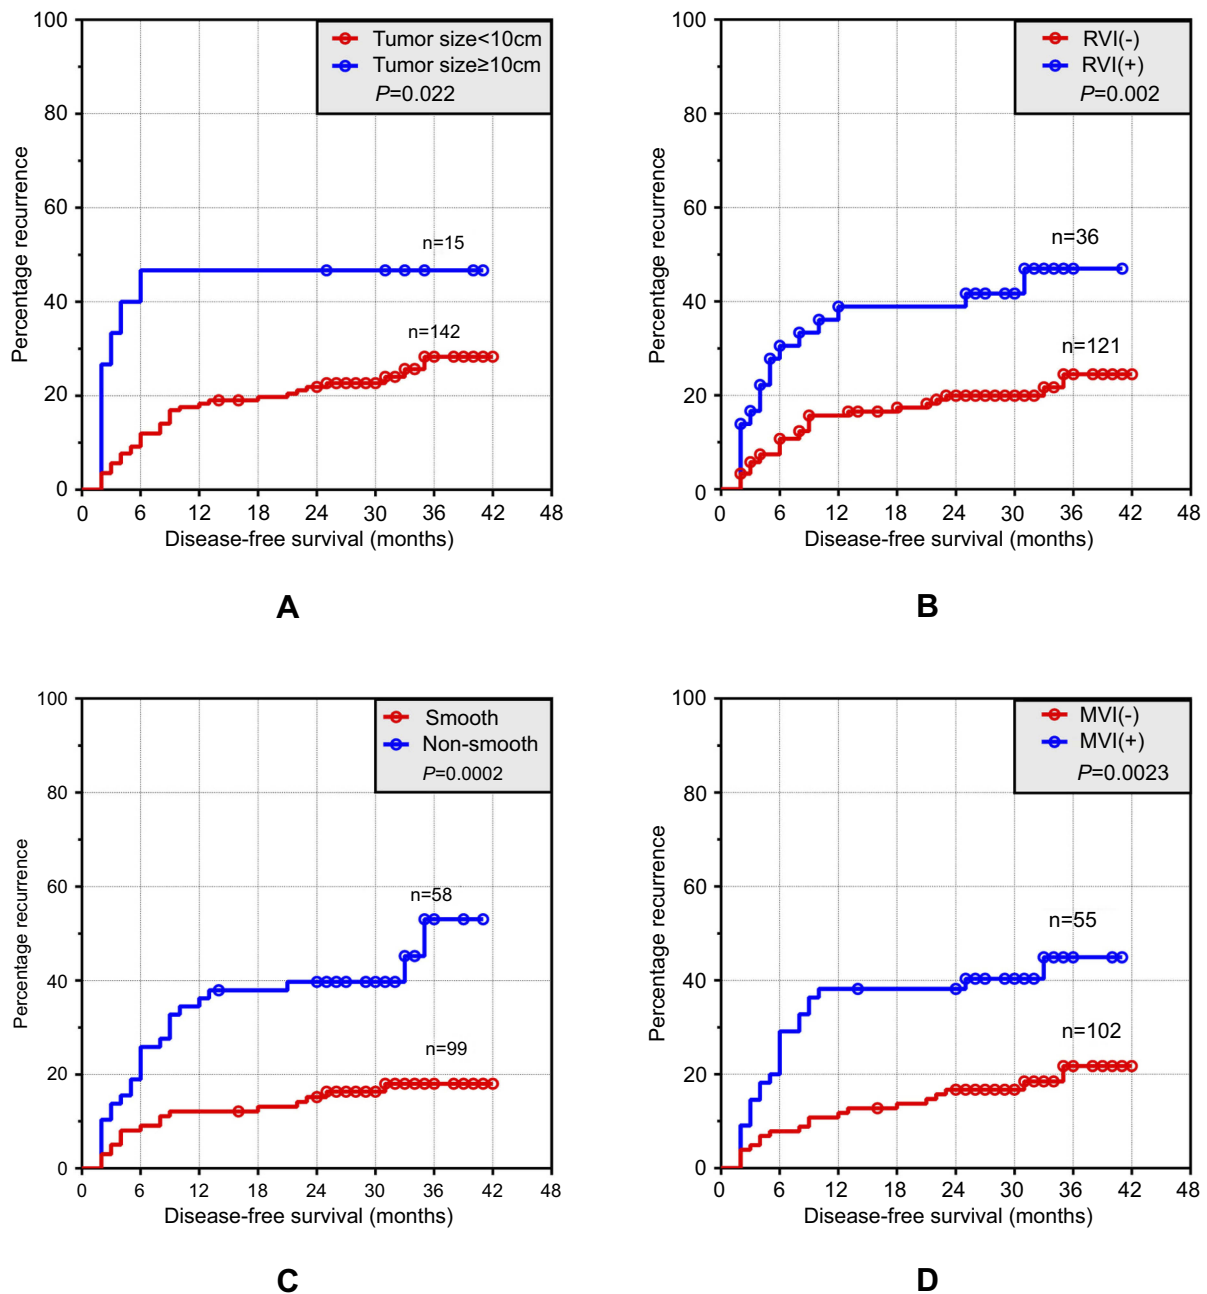 100
80
60
40
20
0
Percentage recurrence
Tumor size<10cm
Tumor size≥10cm
P=0.022
n=15
n=142
0 6 12 18 24 30 36 42 48
Disease-free survival (months)
A
100
80
60
40
20
0
Percentage recurrence
RVI(-)
RVI(+)
P=0.002
n=36
n=121
0 6 12 18 24 30 36 42 48
Disease-free survival (months)
B
100
80
60
40
20
0
Percentage recurrence
Smooth
Non-smooth
P=0.0002
n=58
n=99
0 6 12 18 24 30 36 42 48
Disease-free survival (months)
C
100
80
60
40
20
0
Percentage recurrence
MVI(-)
MVI(+)
P=0.0023
n=55
n=102
0 6 12 18 24 30 36 42 48
Disease-free survival (months)
D